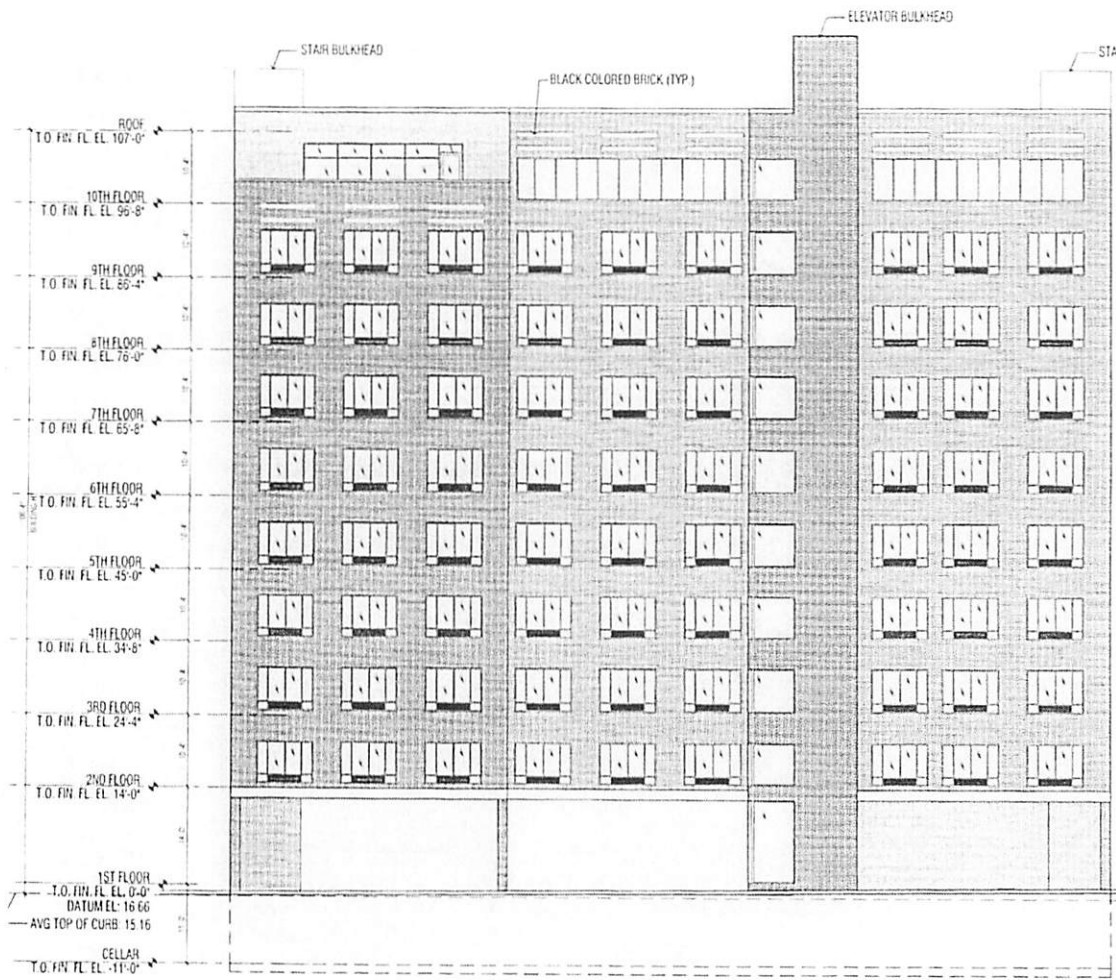 ELEVATOR BULKHEAD
STAIR BULKHEAD
STA
BLACK COLORED BRICK (TYP.)
ROOF
T.O. FIN. FL. EL. 107'-0"
10TH FLOOR
T.O. FIN. FL. EL. 96'-8"
9TH FLOOR
T.O. FIN. FL. EL. 86'-4"
8TH FLOOR
T.O. FIN. FL. EL. 76'-0"
7TH FLOOR
T.O. FIN. FL. EL. 65'-8"
6TH FLOOR
T.O. FIN. FL. EL. 55'-4"
5TH FLOOR
T.O. FIN. FL. EL. 45'-0"
4TH FLOOR
T.O. FIN. FL. EL. 34'-8"
3RD FLOOR
T.O. FIN. FL. EL. 24'-4"
2ND FLOOR
T.O. FIN. FL. EL. 14'-0"
1ST FLOOR
T.O. FIN. FL. EL. 0'-0"
DATUM EL: 16.66
AVG TOP OF CURB: 15.16
CELLAR
T.O. FIN. FL. EL. -11'-0"